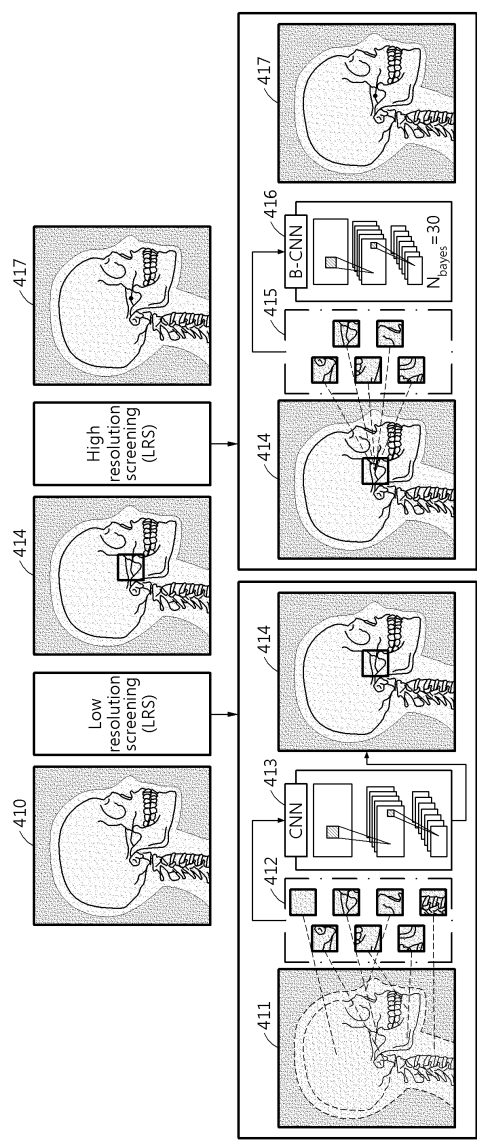 410
Low
resolution
screening
(LRS)
414
High
resolution
screening
(LRS)
417
411
412
413
CNN
414
414
415
416
B-CNN
N_bayes = 30
417